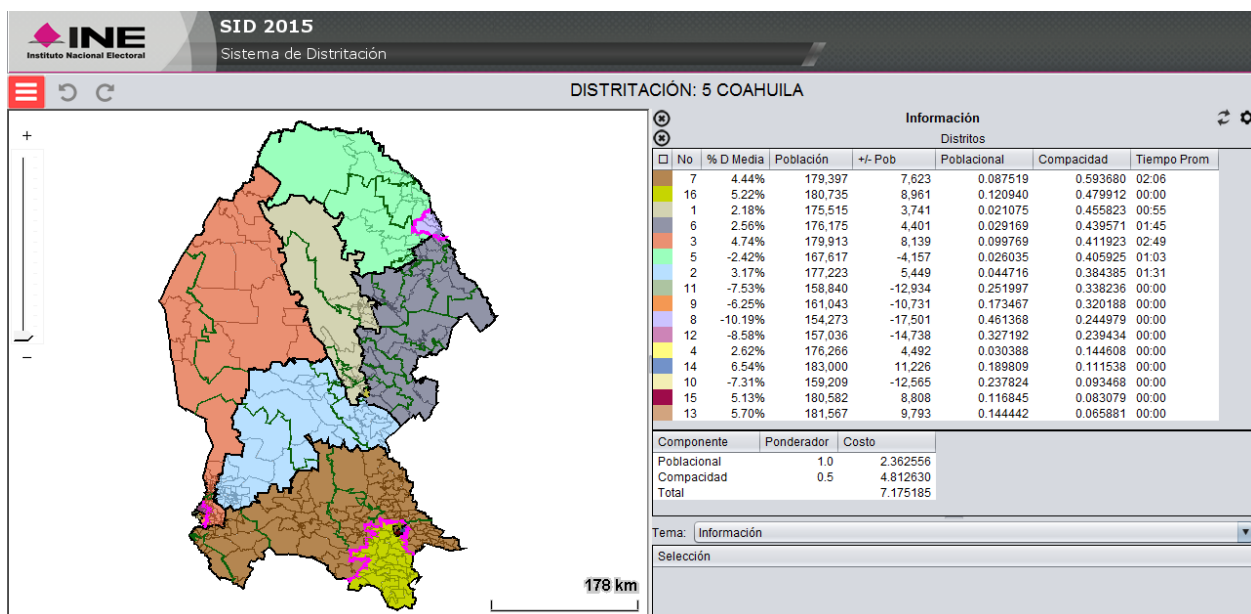 INE
Instituto Nacional Electoral
SID 2015
Sistema de Distritación
DISTRITACIÓN: 5 COAHUILA
+
−
178 km
Información
Distritos
No % D Media Población +/- Pob Poblacional Compacidad Tiempo Prom
7 4.44% 179,397 7,623 0.087519 0.593680 02:06
16 5.22% 180,735 8,961 0.120940 0.479912 00:00
1 2.18% 175,515 3,741 0.021075 0.455823 00:55
6 2.56% 176,175 4,401 0.029169 0.439571 01:45
3 4.74% 179,913 8,139 0.099769 0.411923 02:49
5 -2.42% 167,617 -4,157 0.026035 0.405925 01:03
2 3.17% 177,223 5,449 0.044716 0.384385 01:31
11 -7.53% 158,840 -12,934 0.251997 0.338236 00:00
9 -6.25% 161,043 -10,731 0.173467 0.320188 00:00
8 -10.19% 154,273 -17,501 0.461368 0.244979 00:00
12 -8.58% 157,036 -14,738 0.327192 0.239434 00:00
4 2.62% 176,266 4,492 0.030388 0.144608 00:00
14 6.54% 183,000 11,226 0.189809 0.111538 00:00
10 -7.31% 159,209 -12,565 0.237824 0.093468 00:00
15 5.13% 180,582 8,808 0.116845 0.083079 00:00
13 5.70% 181,567 9,793 0.144442 0.065881 00:00
Componente Ponderador Costo
Poblacional 1.0 2.362556
Compacidad 0.5 4.812630
Total 7.175185
Tema: Información
Selección